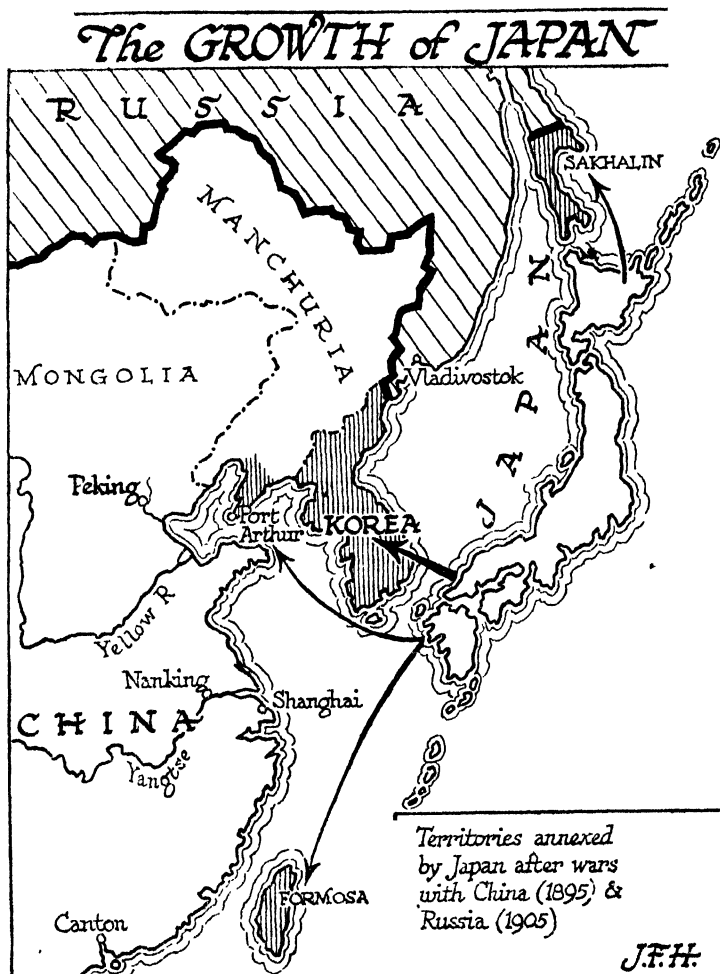 The GROWTH of JAPAN
RUSSIA
SAKHALIN
MANCHURIA
MONGOLIA
Vladivostok
JAPAN
Peking
Port
Arthur
KOREA
Yellow R
Nanking
Shanghai
CHINA
Yangtse
Territories annexed
by Japan after wars
with China (1895) &
Russia (1905)
FORMOSA
Canton
J.F.H.